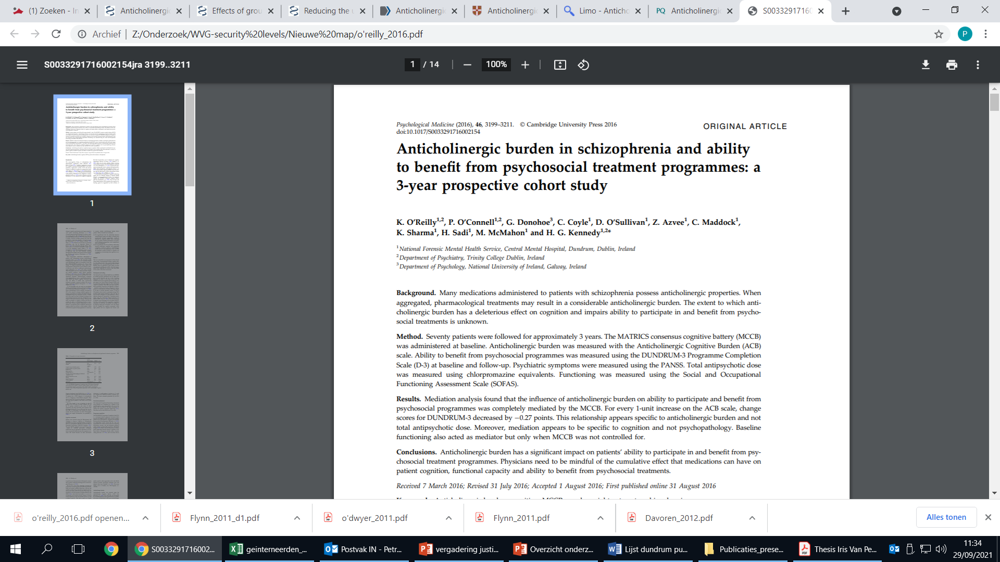 (1) Zoeken - In
Anticholinergic
Effects of grou
Reducing the u
Anticholinergic
Anticholinergic
Limo - Anticho
Anticholinergic
S00332917160
Archief | Z:/Onderzoek/WVG-security%20levels/Nieuwe%20map/o'reilly_2016.pdf
P
S0033291716002154jra 3199..3211
1 / 14
100%
1
2
3
Psychological Medicine (2016), 46, 3199–3211. © Cambridge University Press 2016
doi:10.1017/S0033291716002154
ORIGINAL ARTICLE
Anticholinergic burden in schizophrenia and ability
to benefit from psychosocial treatment programmes: a
3-year prospective cohort study
K. O'Reilly1,2, P. O'Connell1,2, G. Donohoe3, C. Coyle1, D. O'Sullivan1, Z. Azvee1, C. Maddock1,
K. Sharma1, H. Sadi1, M. McMahon1 and H. G. Kennedy1,2*
1 National Forensic Mental Health Service, Central Mental Hospital, Dundrum, Dublin, Ireland
2 Department of Psychiatry, Trinity College Dublin, Ireland
3 Department of Psychology, National University of Ireland, Galway, Ireland
Background. Many medications administered to patients with schizophrenia possess anticholinergic properties. When
aggregated, pharmacological treatments may result in a considerable anticholinergic burden. The extent to which anti-
cholinergic burden has a deleterious effect on cognition and impairs ability to participate in and benefit from psycho-
social treatments is unknown.
Method. Seventy patients were followed for approximately 3 years. The MATRICS consensus cognitive battery (MCCB)
was administered at baseline. Anticholinergic burden was measured with the Anticholinergic Cognitive Burden (ACB)
scale. Ability to benefit from psychosocial programmes was measured using the DUNDRUM-3 Programme Completion
Scale (D-3) at baseline and follow-up. Psychiatric symptoms were measured using the PANSS. Total antipsychotic dose
was measured using chlorpromazine equivalents. Functioning was measured using the Social and Occupational
Functioning Assessment Scale (SOFAS).
Results. Mediation analysis found that the influence of anticholinergic burden on ability to participate and benefit from
psychosocial programmes was completely mediated by the MCCB. For every 1-unit increase on the ACB scale, change
scores for DUNDRUM-3 decreased by −0.27 points. This relationship appears specific to anticholinergic burden and not
total antipsychotic dose. Moreover, mediation appears to be specific to cognition and not psychopathology. Baseline
functioning also acted as mediator but only when MCCB was not controlled for.
Conclusions. Anticholinergic burden has a significant impact on patients' ability to participate in and benefit from psy-
chosocial treatment programmes. Physicians need to be mindful of the cumulative effect that medications can have on
patient cognition, functional capacity and ability to benefit from psychosocial treatments.
Received 7 March 2016; Revised 31 July 2016; Accepted 1 August 2016; First published online 31 August 2016
o'reilly_2016.pdf openen...
Flynn_2011_d1.pdf
o'dwyer_2011.pdf
Flynn_2011.pdf
Davoren_2012.pdf
Alles tonen
S0033291716002...
geinterneerden_...
Postvak IN - Petr...
vergadering justi...
Overzicht onderz...
Lijst dundrum pu...
Publicaties_prese...
Thesis Iris Van Pe...
11:34
29/09/2021